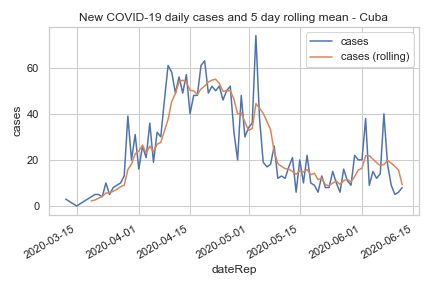 New COVID-19 daily cases and 5 day rolling mean - Cuba
cases
cases (rolling)
60
40
20
0
cases
2020-03-15
2020-04-01
2020-04-15
2020-05-01
2020-05-15
2020-06-01
2020-06-15
dateRep